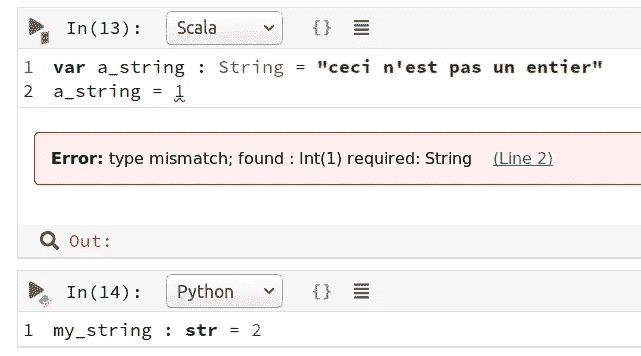 In(13): Scala {}
1 var a_string : String = "ceci n'est pas un entier"
2 a_string = 1
Error: type mismatch; found : Int(1) required: String (Line 2)
Out:
In(14): Python {}
1 my_string : str = 2